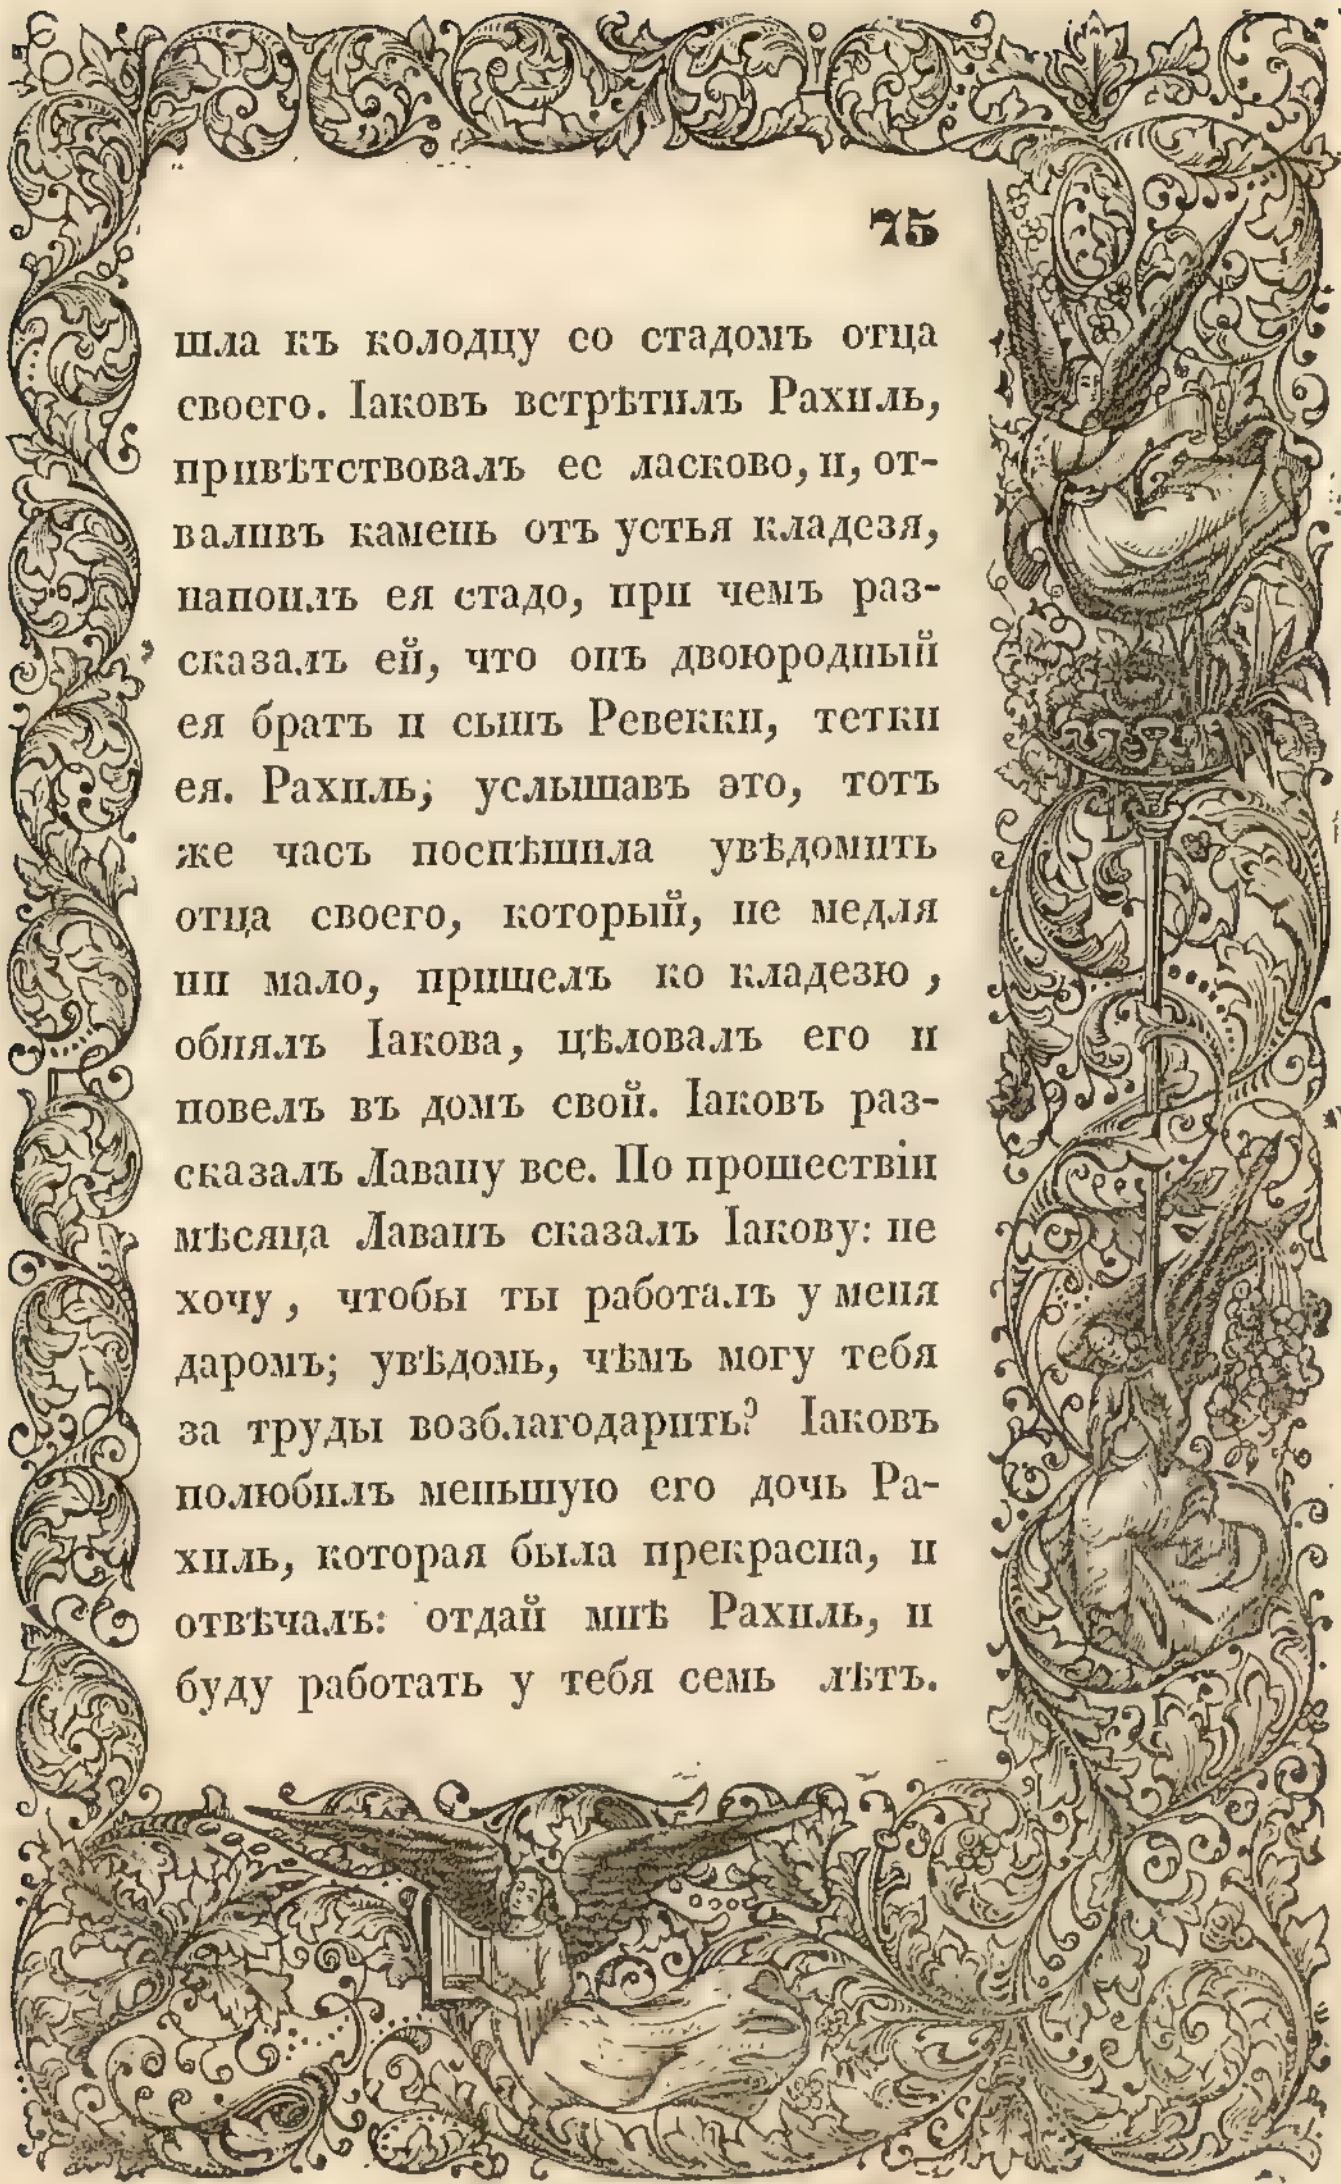 75
шла къ колодцу со стадомъ отца
своего. Іаковъ встрѣтилъ Рахиль,
привѣтствовалъ ее ласково, и, от-
валивъ камень отъ устья кладезя,
напоилъ ея стадо, при чемъ раз-
сказалъ ей, что онъ двоюродный
ея братъ и сынъ Ревекки, тетки
ея. Рахиль, услышавъ это, тотъ
же часъ поспѣшила увѣдомить
отца своего, который, не медля
ни мало, пришелъ ко кладезю ,
обнялъ Іакова, цѣловалъ его и
повелъ въ домъ свой. Іаковъ раз-
сказалъ Лавану все. По прошествіи
мѣсяца Лаванъ сказалъ Іакову: не
хочу , чтобы ты работалъ у меня
даромъ; увѣдомь, чѣмъ могу тебя
за труды возблагодарить? Іаковъ
полюбилъ меньшую его дочь Ра-
хиль, которая была прекрасна, и
отвѣчалъ: отдай мнѣ Рахиль, и
буду работать у тебя семь лѣтъ.